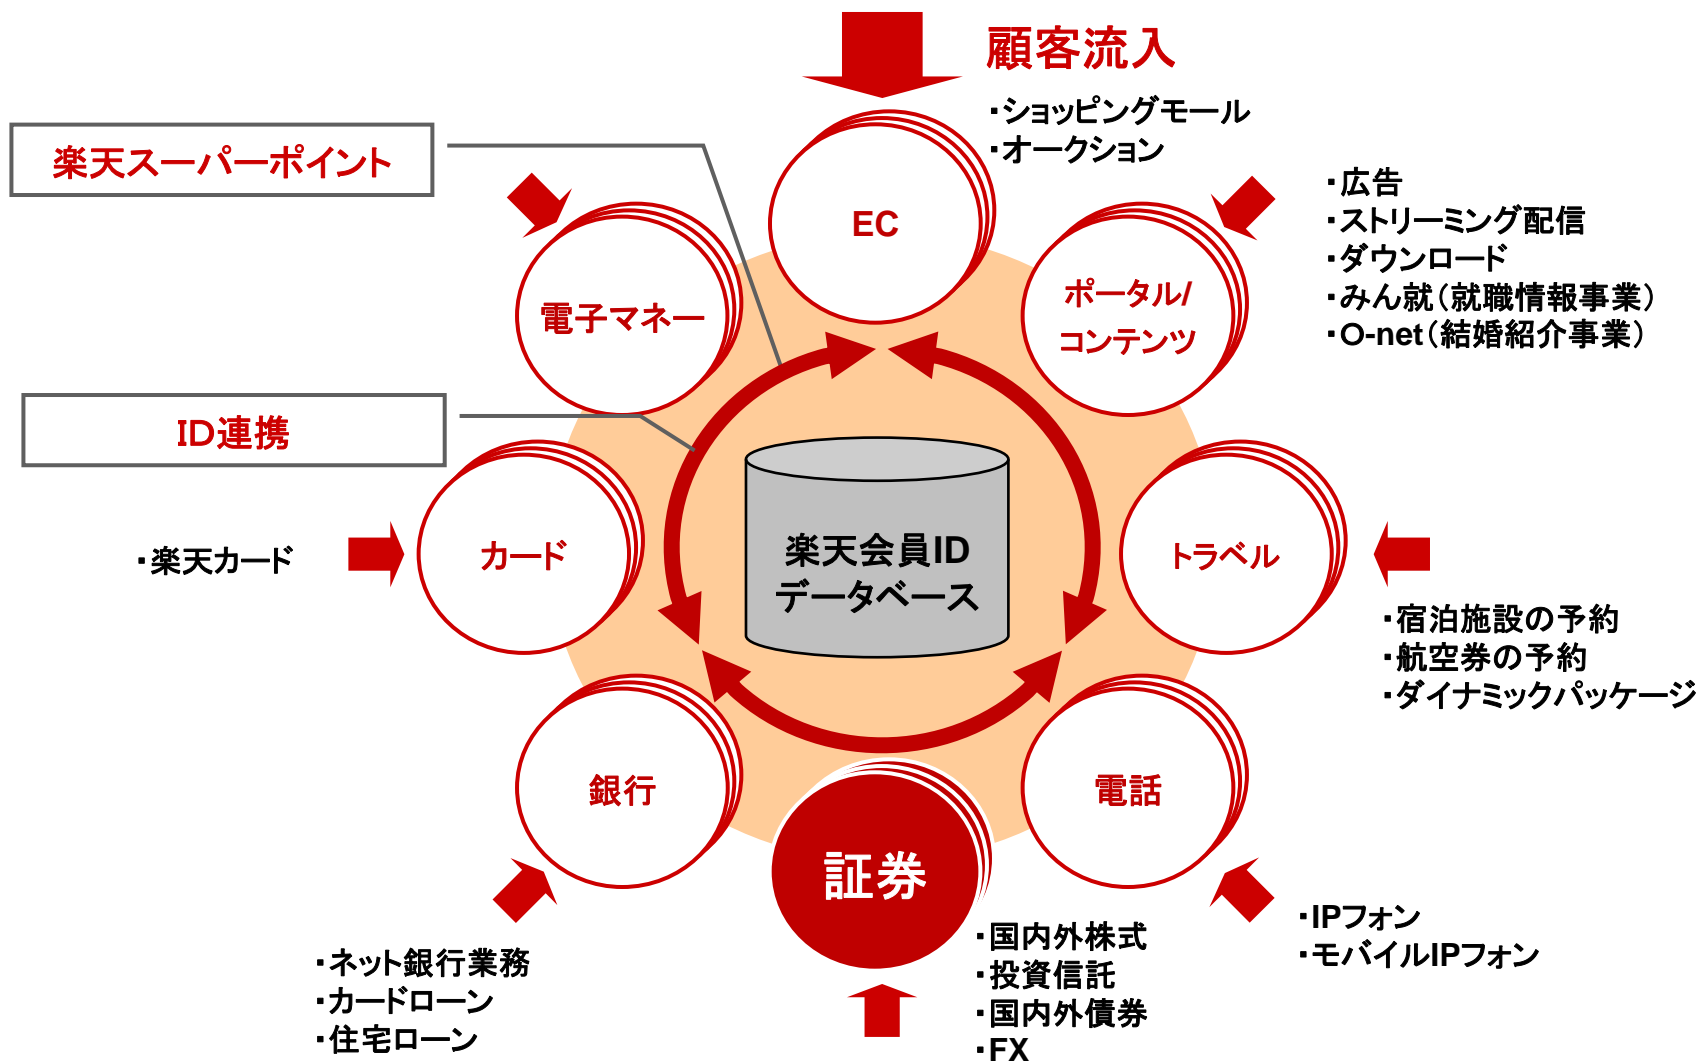 顧客流入
・ショッピングモール
・オークション
楽天スーパーポイント
EC
・広告
・ストリーミング配信
・ダウンロード
・みん就(就職情報事業)
・O-net(結婚紹介事業)
電子マネー
ポータル/
コンテンツ
ID連携
カード
・楽天カード
楽天会員ID
データベース
トラベル
・宿泊施設の予約
・航空券の予約
・ダイナミックパッケージ
銀行
電話
証券
・IPフォン
・モバイルIPフォン
・ネット銀行業務
・カードローン
・住宅ローン
・国内外株式
・投資信託
・国内外債券
・FX